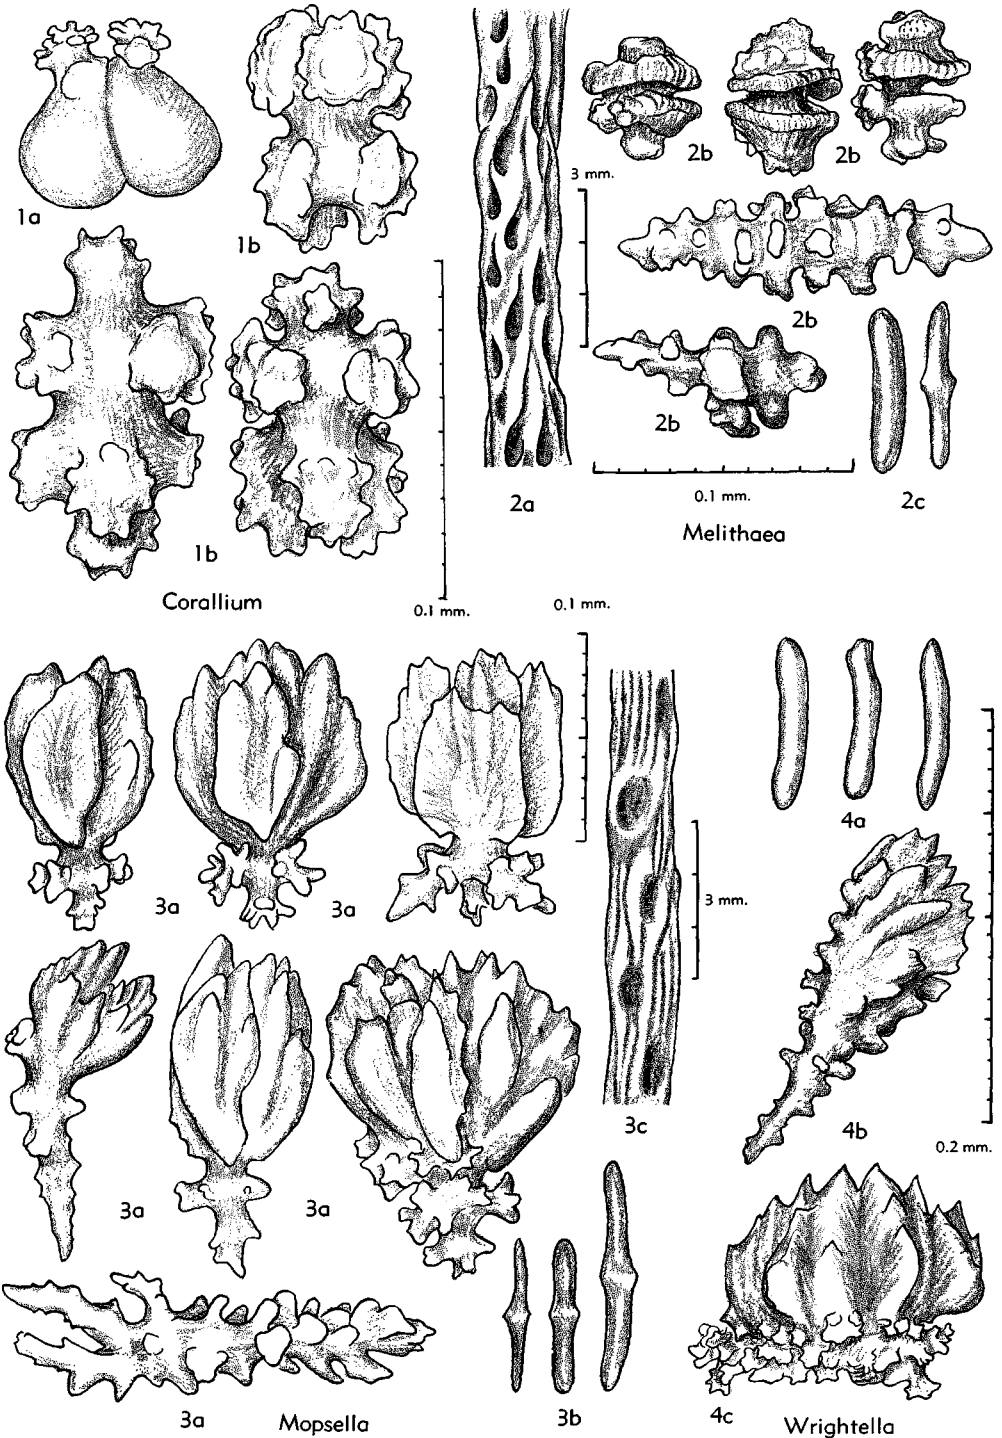 1a
1b
2b
2b
3 mm.
2b
1b
2b
0.1 mm.
2a
2c
Melithaea
Corallium
0.1 mm.
0.1 mm.
4a
3a
3a
3 mm.
3c
4b
0.2 mm.
3a
3a
3a
Mopsella
3b
4c
Wrightella